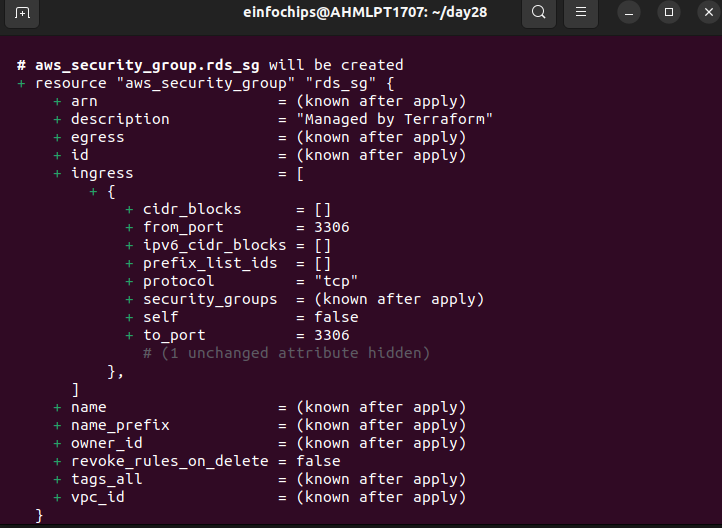 einfochips@AHMLPT1707: ~/day28
# aws_security_group.rds_sg will be created
+ resource "aws_security_group" "rds_sg" {
    + arn                    = (known after apply)
    + description            = "Managed by Terraform"
    + egress                 = (known after apply)
    + id                     = (known after apply)
    + ingress                = [
        + {
            + cidr_blocks      = []
            + from_port        = 3306
            + ipv6_cidr_blocks = []
            + prefix_list_ids  = []
            + protocol         = "tcp"
            + security_groups  = (known after apply)
            + self             = false
            + to_port          = 3306
              # (1 unchanged attribute hidden)
          },
      ]
    + name                   = (known after apply)
    + name_prefix            = (known after apply)
    + owner_id               = (known after apply)
    + revoke_rules_on_delete = false
    + tags_all               = (known after apply)
    + vpc_id                 = (known after apply)
  }